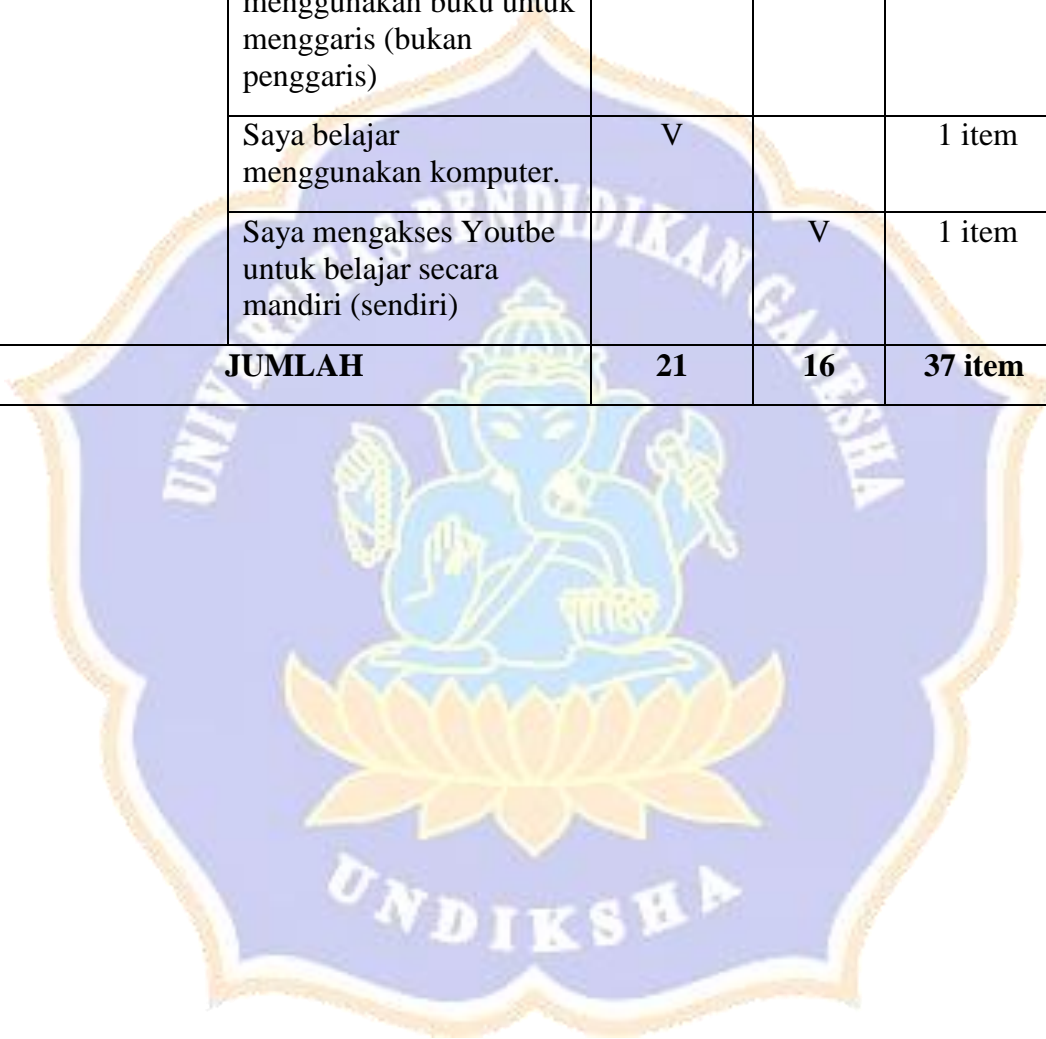 menggunakan buku untuk
menggaris (bukan
penggaris)
Saya belajar V 1 item
menggunakan komputer.
Saya mengakses Youtbe V 1 item
untuk belajar secara
mandiri (sendiri)
JUMLAH 21 16 37 item
UNIVERSITAS PENDIDIKAN GANESHA
UNDIKSHA